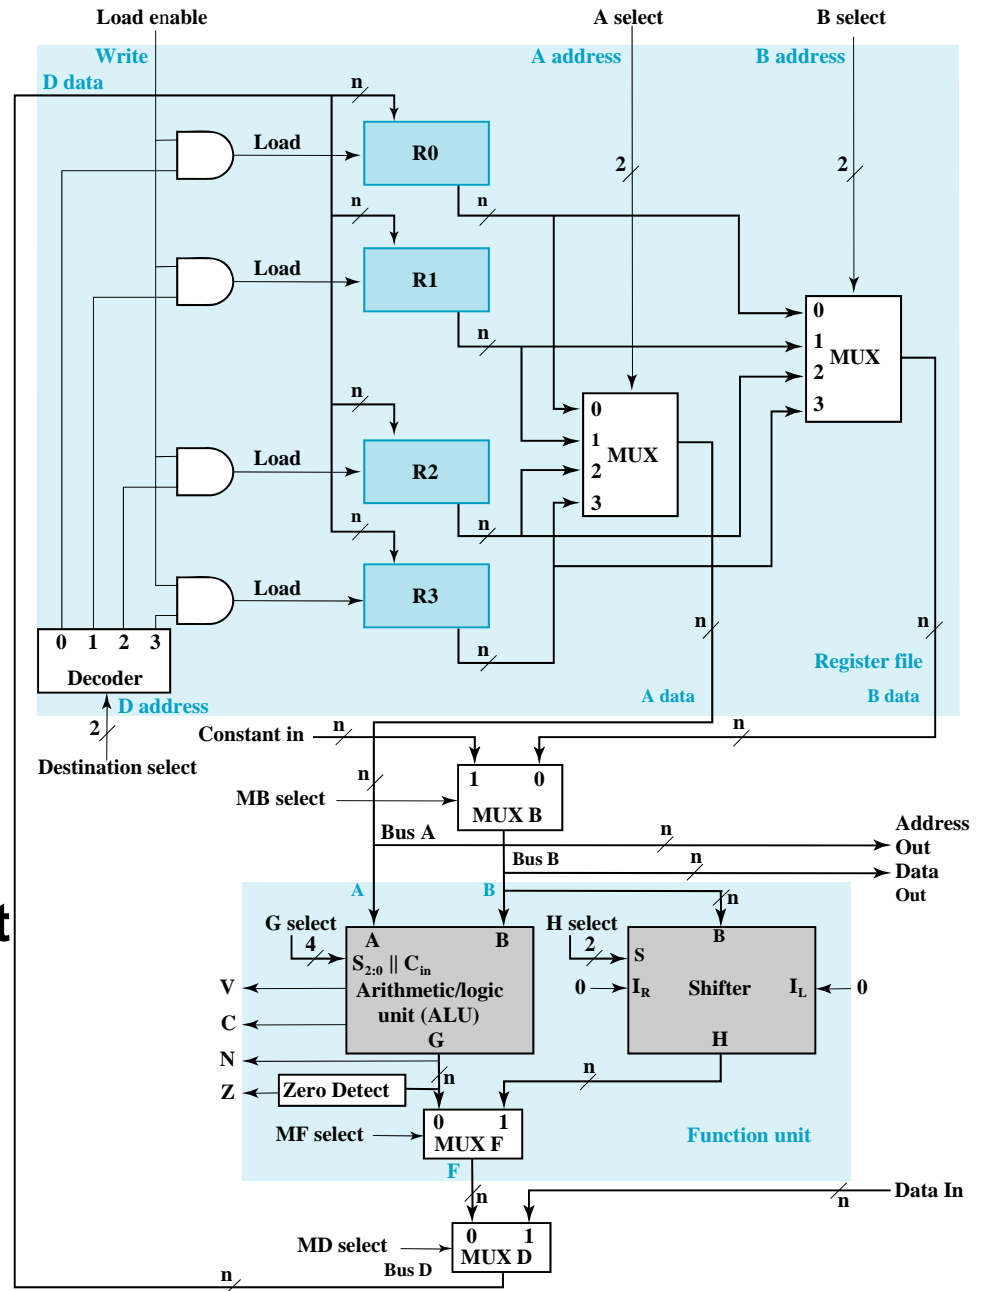 Load enable
A select
B select
Write
A address
B address
D data
n
Load
R0
2
2
n
n
Load
R1
0
1
MUX
2
3
n
n
0
1
MUX
2
3
Load
R2
n
n
Load
R3
n
n
n
0 1 2 3
Decoder
Register file
D address
A data
B data
2
Constant in
n
n
Destination select
n
1 0
MB select
MUX B
Address
Out
Bus A
n
Bus B
n
Data
Out
A
B
n
t
G select
4
H select
2
A
B
B
S2:0 || Cin
S
V
Arithmetic/logic
unit (ALU)
0
IR
Shifter
IL
0
C
G
H
N
n
n
Z
Zero Detect
0 1
MF select
MUX F
Function unit
F
n
Data In
n
0 1
MD select
MUX D
Bus D
n